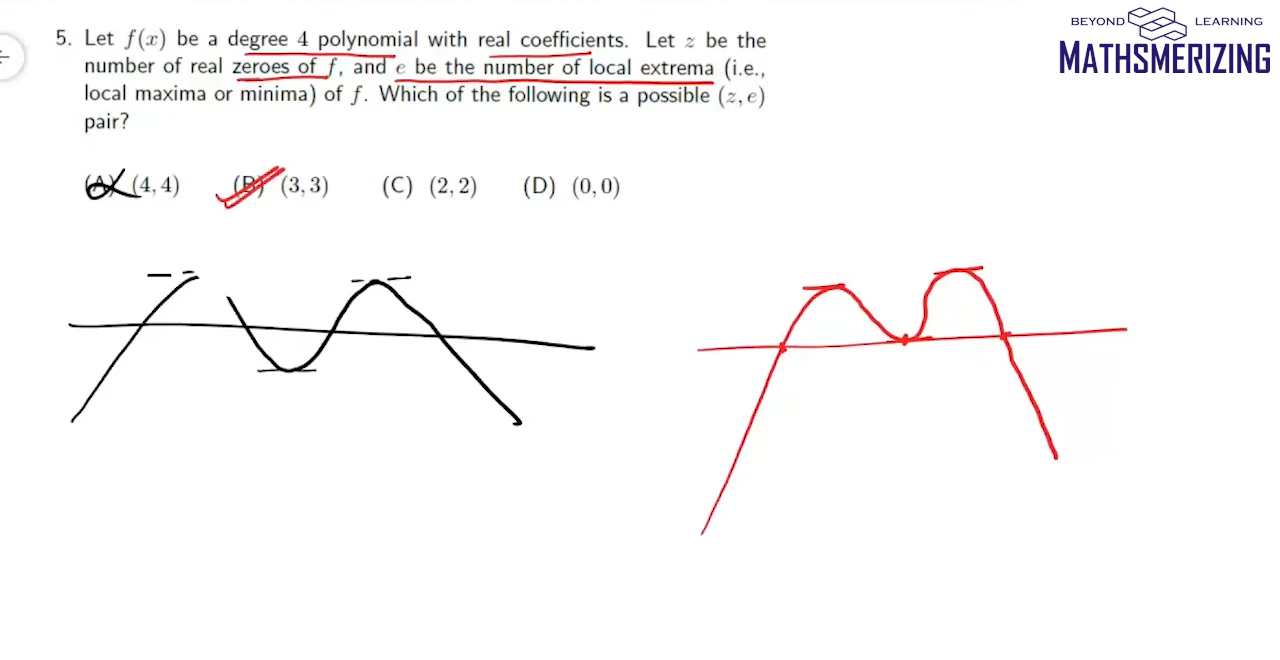 BEYOND LEARNING
MATHSMERIZING
5. Let f(x) be a degree 4 polynomial with real coefficients. Let z be the
number of real zeroes of f, and e be the number of local extrema (i.e.,
local maxima or minima) of f. Which of the following is a possible (z, e)
pair?
(A) (4, 4) (B) (3, 3) (C) (2, 2) (D) (0, 0)